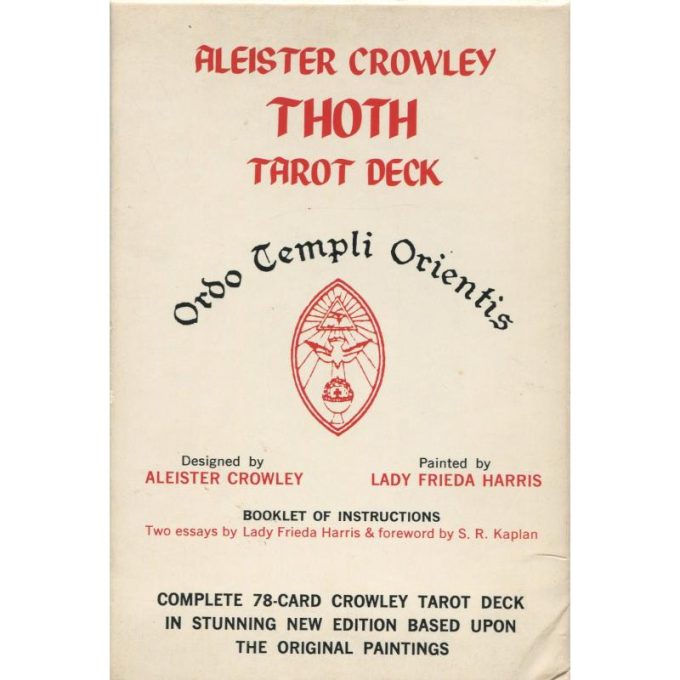 ALEISTER CROWLEY
THOTH
TAROT DECK
Ordo Templi Orientis
Designed by
ALEISTER CROWLEY
Painted by
LADY FRIEDA HARRIS
BOOKLET OF INSTRUCTIONS
Two essays by Lady Frieda Harris & foreword by S. R. Kaplan
COMPLETE 78-CARD CROWLEY TAROT DECK
IN STUNNING NEW EDITION BASED UPON
THE ORIGINAL PAINTINGS